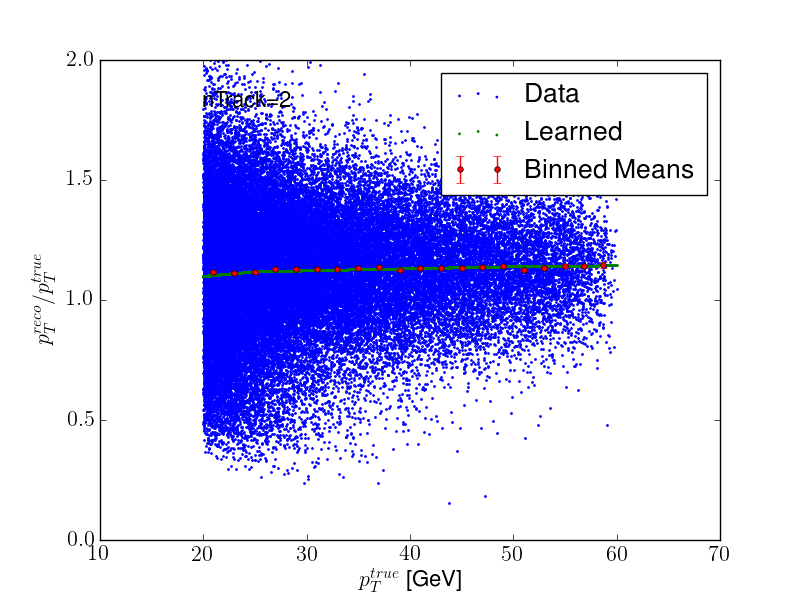 2.0
nTrack=2
Data
Learned
Binned Means
1.5
1.0
p_T^{reco}/p_T^{true}
0.5
0.0
10 20 30 40 50 60 70
p_T^{true} [GeV]